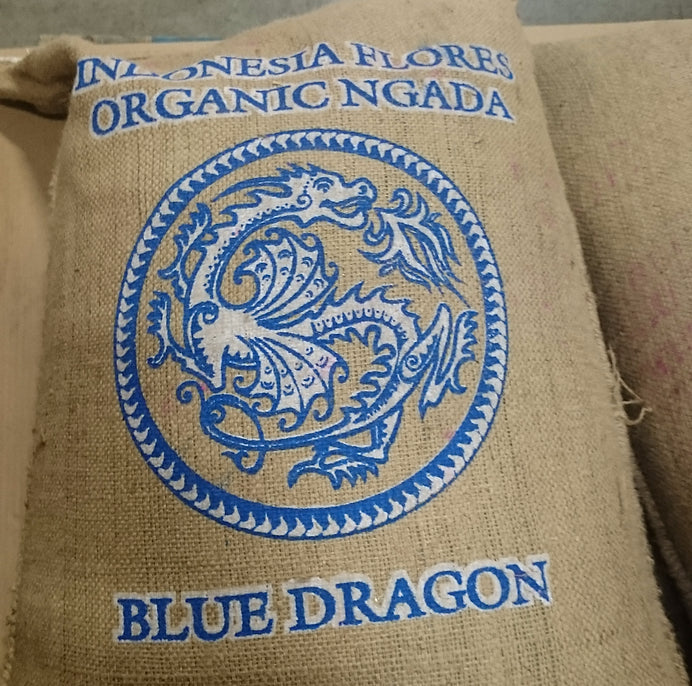 INDONESIA FLORES
ORGANIC NGADA
BLUE DRAGON